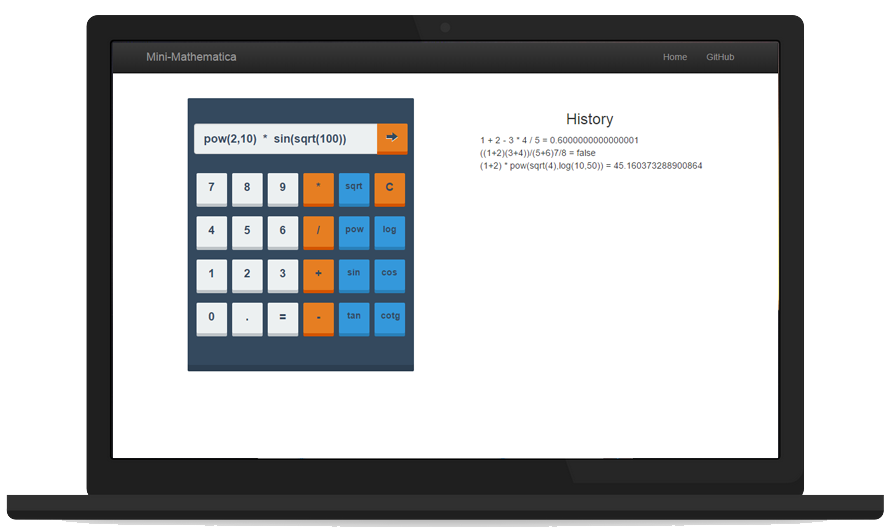 Mini-Mathematica Home GitHub
pow(2,10) * sin(sqrt(100))
7 8 9 * sqrt C
4 5 6 / pow log
1 2 3 + sin cos
0 . = - tan cotg
History
1 + 2 - 3 * 4 / 5 = 0.6000000000000001
((1+2)(3+4))/(5+6)7/8 = false
(1+2) * pow(sqrt(4),log(10,50)) = 45.160373288900864